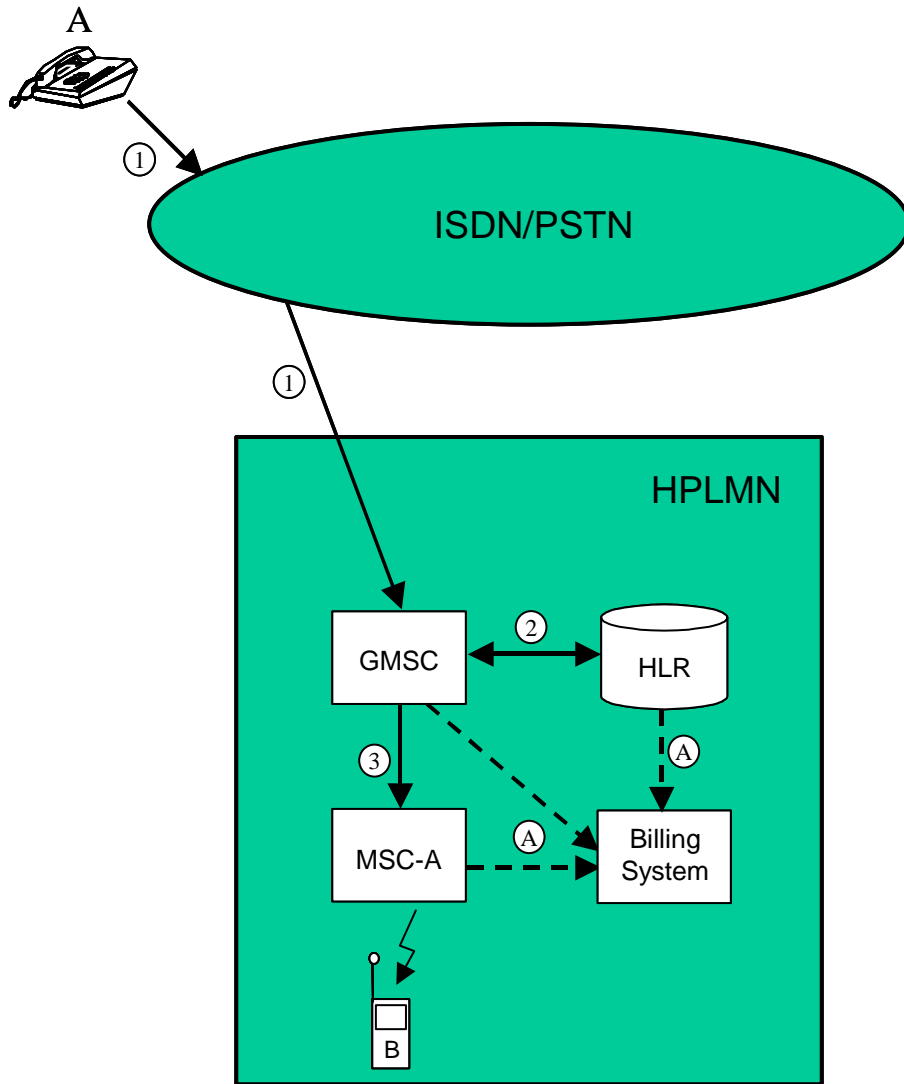 A
1
ISDN/PSTN
1
HPLMN
GMSC
2
HLR
3
A
MSC-A
A
Billing
System
B